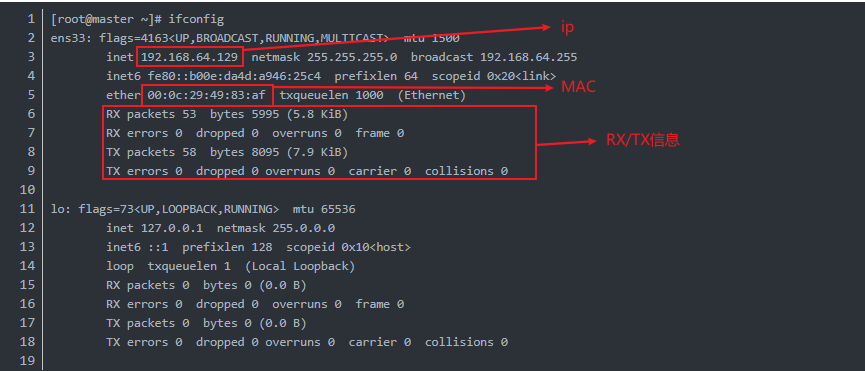 1 [root@master ~]# ifconfig
2 ens33: flags=4163<UP,BROADCAST,RUNNING,MULTICAST> mtu 1500
ip
3 inet 192.168.64.129 netmask 255.255.255.0 broadcast 192.168.64.255
4 inet6 fe80::b00e:da4d:a946:25c4 prefixlen 64 scopeid 0x20<link>
5 ether 00:0c:29:49:83:af txqueuelen 1000 (Ethernet)
MAC
6 RX packets 53 bytes 5995 (5.8 KiB)
7 RX errors 0 dropped 0 overruns 0 frame 0
RX/TX信息
8 TX packets 58 bytes 8095 (7.9 KiB)
9 TX errors 0 dropped 0 overruns 0 carrier 0 collisions 0
10
11 lo: flags=73<UP,LOOPBACK,RUNNING> mtu 65536
12 inet 127.0.0.1 netmask 255.0.0.0
13 inet6 ::1 prefixlen 128 scopeid 0x10<host>
14 loop txqueuelen 1 (Local Loopback)
15 RX packets 0 bytes 0 (0.0 B)
16 RX errors 0 dropped 0 overruns 0 frame 0
17 TX packets 0 bytes 0 (0.0 B)
18 TX errors 0 dropped 0 overruns 0 carrier 0 collisions 0
19